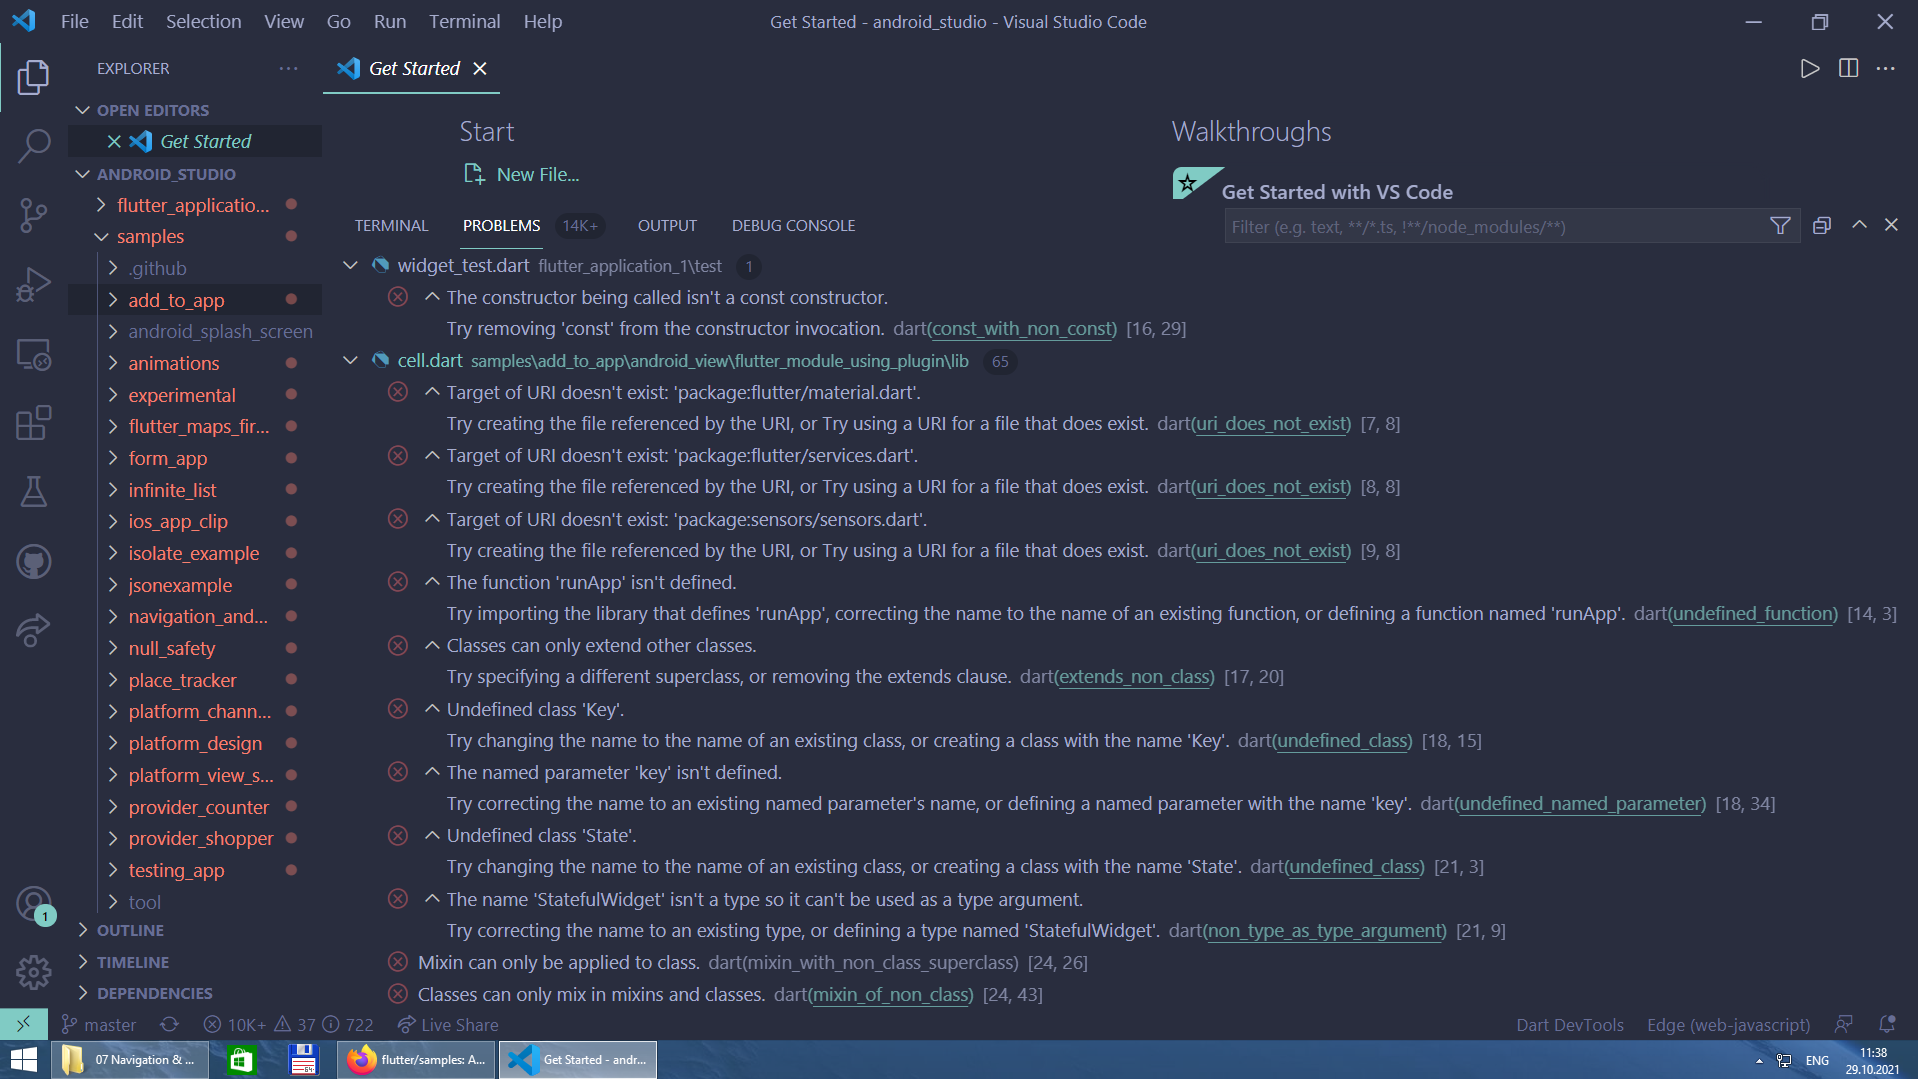 File Edit Selection View Go Run Terminal Help
Get Started - android_studio - Visual Studio Code
EXPLORER
Get Started
OPEN EDITORS
Get Started
ANDROID_STUDIO
flutter_applicatio...
samples
.github
add_to_app
android_splash_screen
animations
experimental
flutter_maps_fir...
form_app
infinite_list
ios_app_clip
isolate_example
jsonexample
navigation_and...
null_safety
place_tracker
platform_chann...
platform_design
platform_view_s...
provider_counter
provider_shopper
testing_app
tool
OUTLINE
TIMELINE
DEPENDENCIES
Start
New File...
Walkthroughs
Get Started with VS Code
TERMINAL PROBLEMS 14K+ OUTPUT DEBUG CONSOLE
Filter (e.g. text, **/*.ts, !**/node_modules/**)
widget_test.dart flutter_application_1\test 1
The constructor being called isn't a const constructor.
Try removing 'const' from the constructor invocation. dart(const_with_non_const) [16, 29]
cell.dart samples\add_to_app\android_view\flutter_module_using_plugin\lib 65
Target of URI doesn't exist: 'package:flutter/material.dart'.
Try creating the file referenced by the URI, or Try using a URI for a file that does exist. dart(uri_does_not_exist) [7, 8]
Target of URI doesn't exist: 'package:flutter/services.dart'.
Try creating the file referenced by the URI, or Try using a URI for a file that does exist. dart(uri_does_not_exist) [8, 8]
Target of URI doesn't exist: 'package:sensors/sensors.dart'.
Try creating the file referenced by the URI, or Try using a URI for a file that does exist. dart(uri_does_not_exist) [9, 8]
The function 'runApp' isn't defined.
Try importing the library that defines 'runApp', correcting the name to the name of an existing function, or defining a function named 'runApp'. dart(undefined_function) [14, 3]
Classes can only extend other classes.
Try specifying a different superclass, or removing the extends clause. dart(extends_non_class) [17, 20]
Undefined class 'Key'.
Try changing the name to the name of an existing class, or creating a class with the name 'Key'. dart(undefined_class) [18, 15]
The named parameter 'key' isn't defined.
Try correcting the name to an existing named parameter's name, or defining a named parameter with the name 'key'. dart(undefined_named_parameter) [18, 34]
Undefined class 'State'.
Try changing the name to the name of an existing class, or creating a class with the name 'State'. dart(undefined_class) [21, 3]
The name 'StatefulWidget' isn't a type so it can't be used as a type argument.
Try correcting the name to an existing type, or defining a type named 'StatefulWidget'. dart(non_type_as_type_argument) [21, 9]
Mixin can only be applied to class. dart(mixin_with_non_class_superclass) [24, 26]
Classes can only mix in mixins and classes. dart(mixin_of_non_class) [24, 43]
1
master 10K+ 37 722 Live Share
Dart DevTools Edge (web-javascript)
07 Navigation & ...
64
flutter/samples: A...
Get Started - andr...
ENG
11:38
29.10.2021